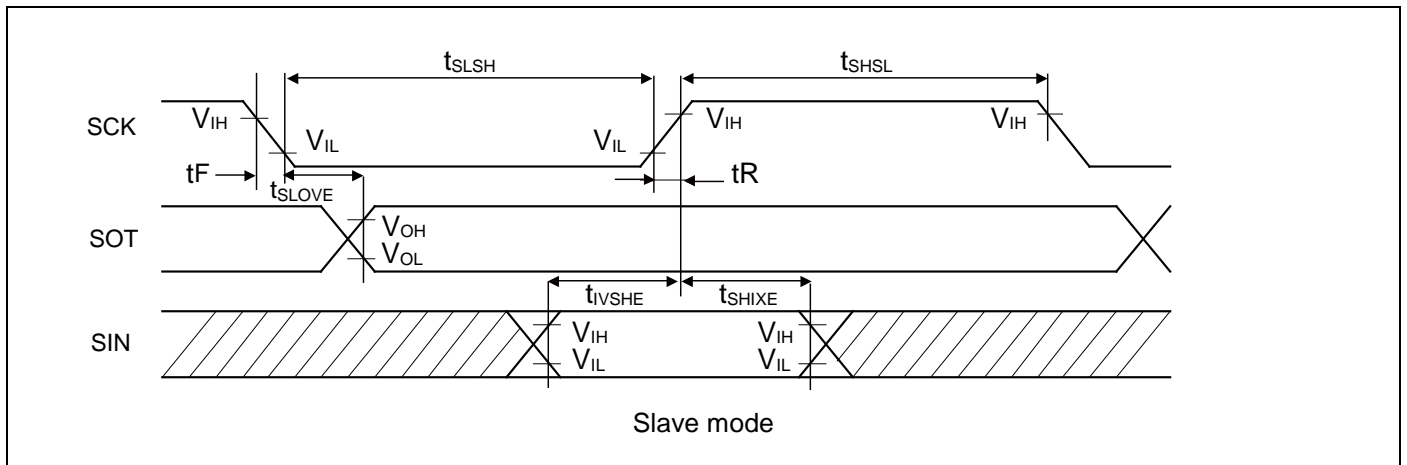 tSLSH
tSHSL
SCK
VIH
VIL
VIL
VIH
VIH
tF
tSLOVE
tR
SOT
VOH
VOL
tIVSHE
tSHIXE
SIN
VIH
VIL
VIH
VIL
Slave mode